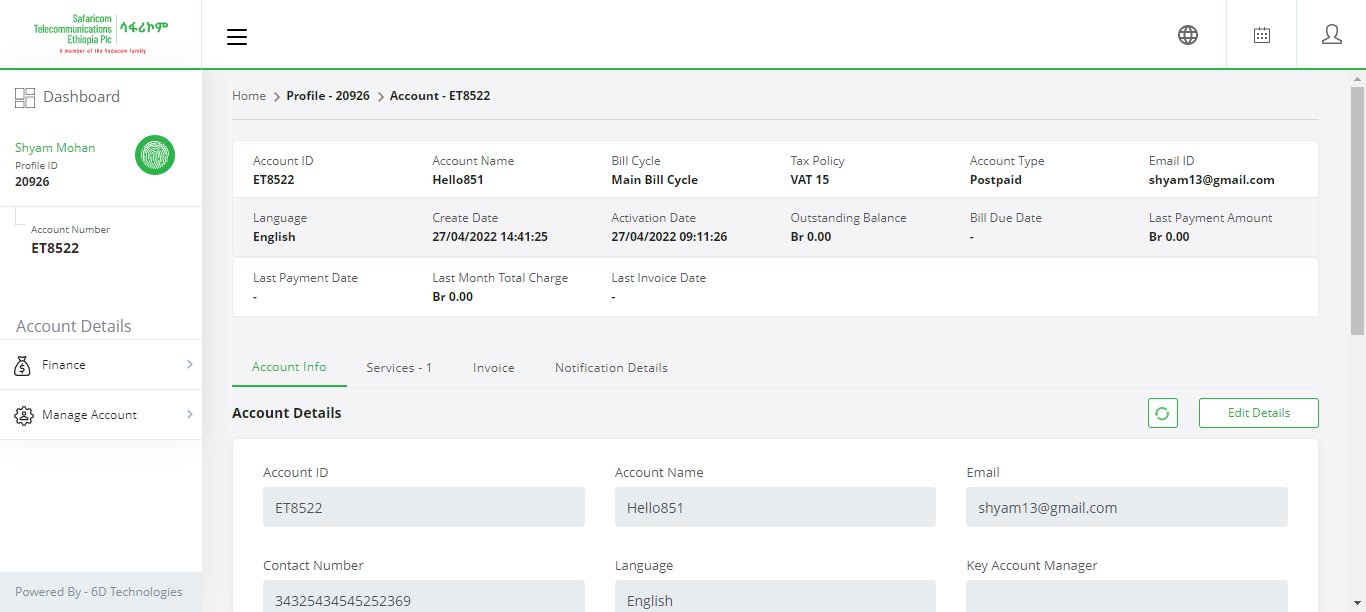 Safaricom
Telecommunications
Ethiopia Plc
ሳፋሪኮም
A member of the Vodacom family
Dashboard
Shyam Mohan
Profile ID
20926
Account Number
ET8522
Account Details
Finance
Manage Account
Powered By - 6D Technologies
Home > Profile - 20926 > Account - ET8522
Account ID Account Name Bill Cycle Tax Policy Account Type Email ID
ET8522 Hello851 Main Bill Cycle VAT 15 Postpaid shyam13@gmail.com
Language Create Date Activation Date Outstanding Balance Bill Due Date Last Payment Amount
English 27/04/2022 14:41:25 27/04/2022 09:11:26 Br 0.00 - Br 0.00
Last Payment Date Last Month Total Charge Last Invoice Date
- Br 0.00 -
Account Info Services - 1 Invoice Notification Details
Account Details Edit Details
Account ID Account Name Email
ET8522 Hello851 shyam13@gmail.com
Contact Number Language Key Account Manager
34325434545252369 English